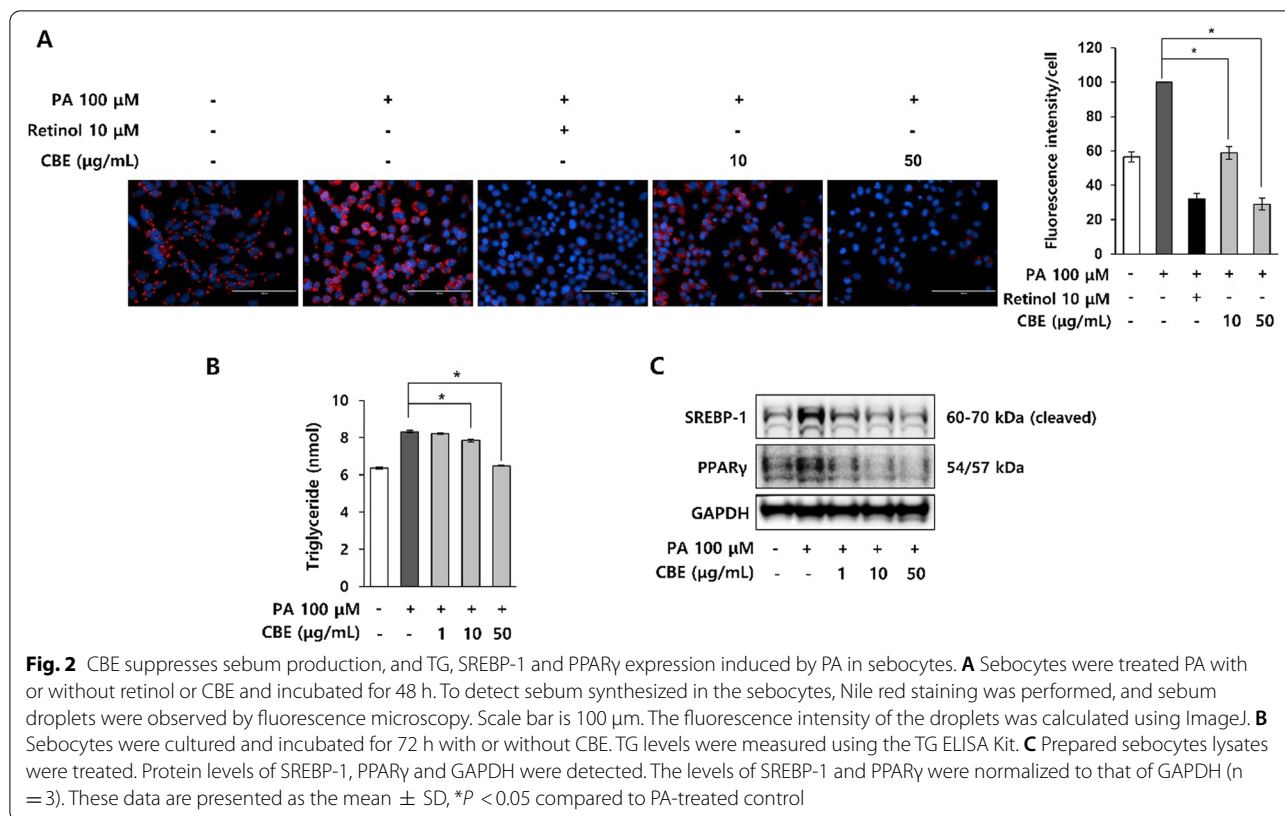 A
PA 100 μM - + + + +
Retinol 10 μM - - + - -
CBE (μg/mL) - - - 10 50
Fluorescence intensity/cell
120
100
80
60
40
20
0
* *
PA 100 μM - + + + +
Retinol 10 μM - - + - -
CBE (μg/mL) - - - 10 50
B
Triglyceride (nmol)
10
8
6
4
2
0
*
*
PA 100 μM - + + + +
CBE (μg/mL) - - 1 10 50
C
SREBP-1 60-70 kDa (cleaved)
PPARγ 54/57 kDa
GAPDH
PA 100 μM - + + + +
CBE (μg/mL) - - 1 10 50
Fig. 2 CBE suppresses sebum production, and TG, SREBP-1 and PPARγ expression induced by PA in sebocytes. A Sebocytes were treated PA with
or without retinol or CBE and incubated for 48 h. To detect sebum synthesized in the sebocytes, Nile red staining was performed, and sebum
droplets were observed by fluorescence microscopy. Scale bar is 100 μm. The fluorescence intensity of the droplets was calculated using ImageJ. B
Sebocytes were cultured and incubated for 72 h with or without CBE. TG levels were measured using the TG ELISA Kit. C Prepared sebocytes lysates
were treated. Protein levels of SREBP-1, PPARγ and GAPDH were detected. The levels of SREBP-1 and PPARγ were normalized to that of GAPDH (n
= 3). These data are presented as the mean ± SD, *P < 0.05 compared to PA-treated control